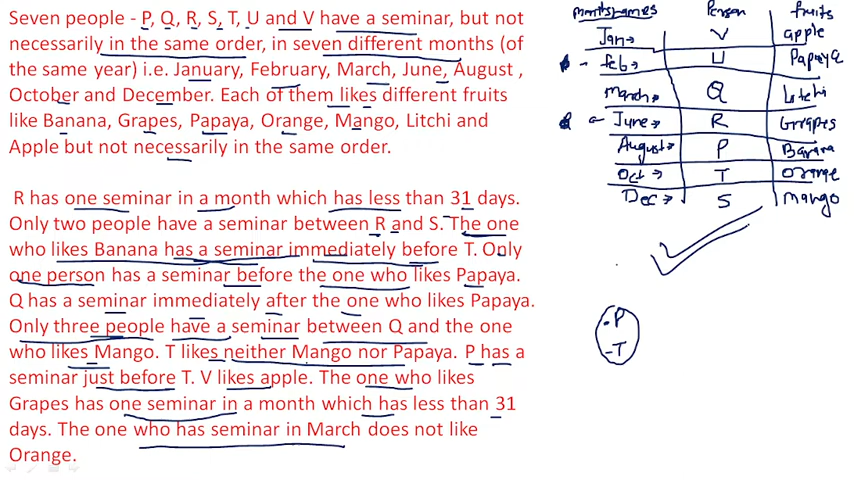 Seven people - P, Q, R, S, T, U and V have a seminar, but not
necessarily in the same order, in seven different months (of
the same year) i.e. January, February, March, June, August ,
October and December. Each of them likes different fruits
like Banana, Grapes, Papaya, Orange, Mango, Litchi and
Apple but not necessarily in the same order.
R has one seminar in a month which has less than 31 days.
Only two people have a seminar between R and S. The one
who likes Banana has a seminar immediately before T. Only
one person has a seminar before the one who likes Papaya.
Q has a seminar immediately after the one who likes Papaya.
Only three people have a seminar between Q and the one
who likes Mango. T likes neither Mango nor Papaya. P has a
seminar just before T. V likes apple. The one who likes
Grapes has one seminar in a month which has less than 31
days. The one who has seminar in March does not like
Orange.
Person fruits
Jan V apple
feb U Papaya
March Q Litchi
June R Grapes
August P Banana
Oct T Orange
Dec S Mango
P
T